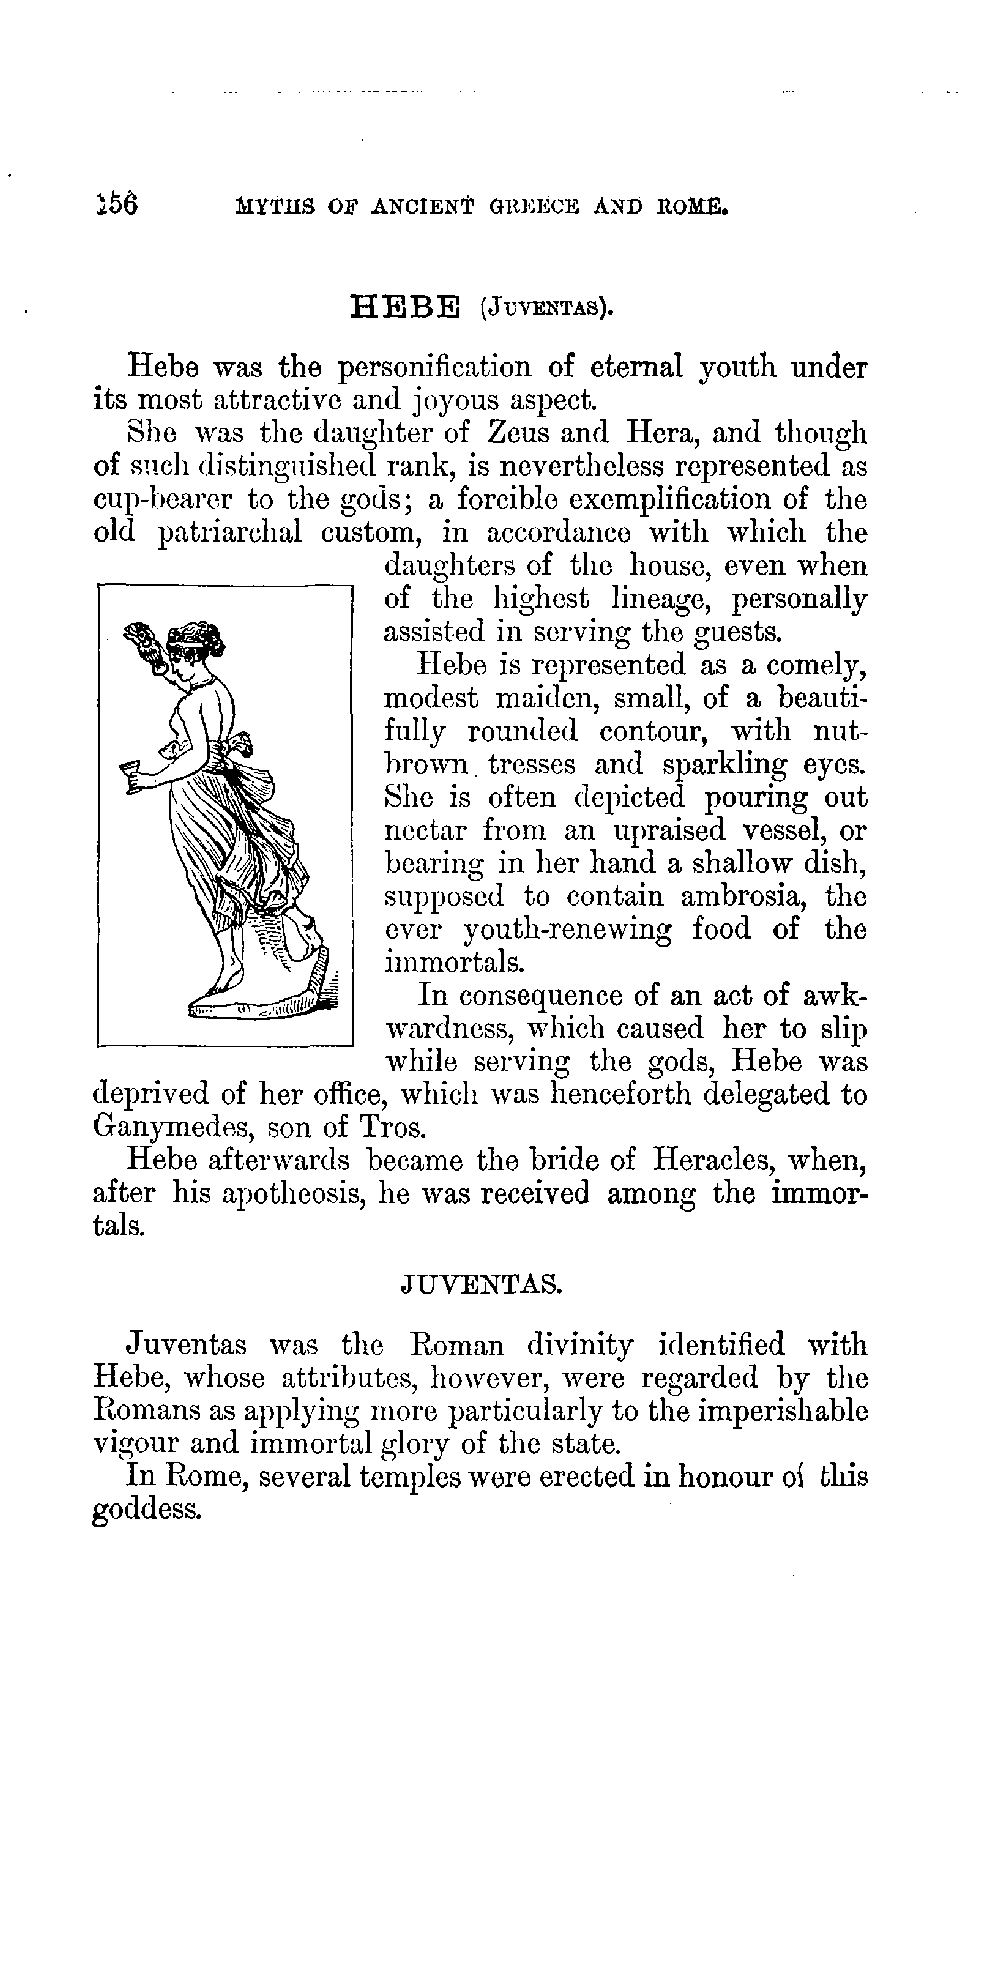 156 MYTHS OF ANCIENT GREECE AND ROME.
HEBE (JUVENTAS).
Hebe was the personification of eternal youth under
its most attractive and joyous aspect.
She was the daughter of Zeus and Hera, and though
of such distinguished rank, is nevertheless represented as
cup-bearer to the gods; a forcible exemplification of the
old patriarchal custom, in accordance with which the
daughters of the house, even when
of the highest lineage, personally
assisted in serving the guests.
Hebe is represented as a comely,
modest maiden, small, of a beauti-
fully rounded contour, with nut-
brown tresses and sparkling eyes.
She is often depicted pouring out
nectar from an upraised vessel, or
bearing in her hand a shallow dish,
supposed to contain ambrosia, the
ever youth-renewing food of the
immortals.
In consequence of an act of awk-
wardness, which caused her to slip
while serving the gods, Hebe was
deprived of her office, which was henceforth delegated to
Ganymedes, son of Tros.
Hebe afterwards became the bride of Heracles, when,
after his apotheosis, he was received among the immor-
tals.
JUVENTAS.
Juventas was the Roman divinity identified with
Hebe, whose attributes, however, were regarded by the
Romans as applying more particularly to the imperishable
vigour and immortal glory of the state.
In Rome, several temples were erected in honour of this
goddess.